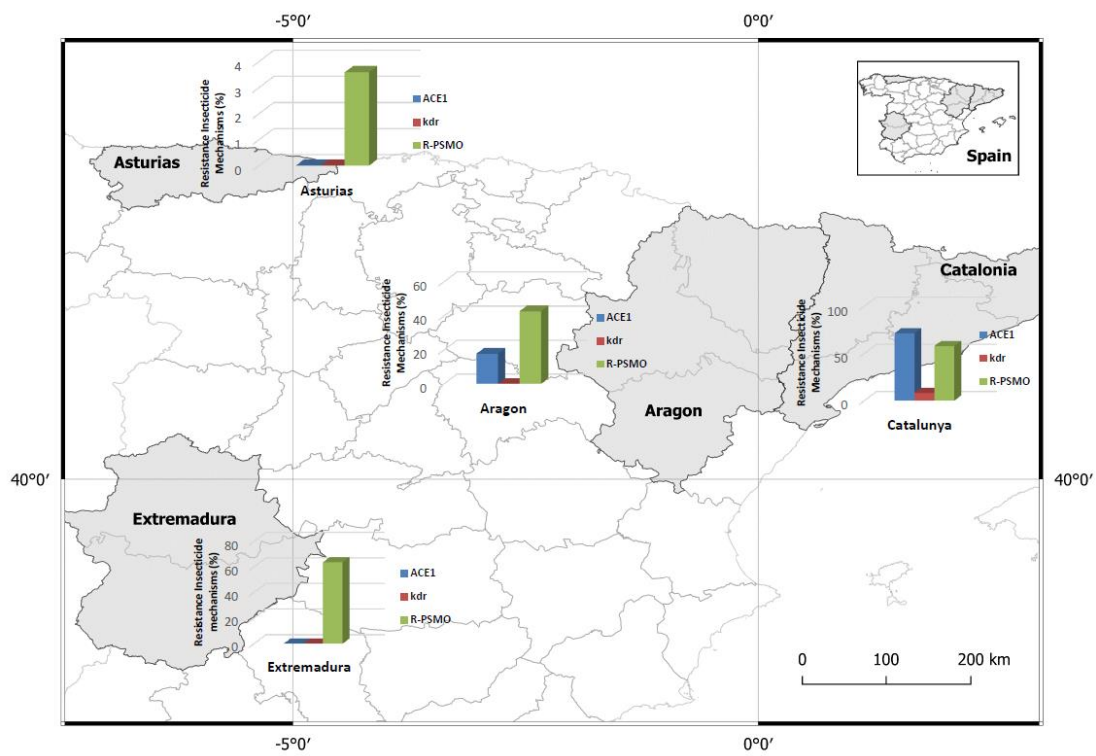 -5°0′
0°0′
Resistance Insecticide
Mechanisms (%)
4
3
2
1
0
ACE1
kdr
R-PSMO
Asturias
Asturias
Spain
Resistance Insecticide
Mechanisms (%)
60
40
20
0
ACE1
kdr
R-PSMO
Aragon
Aragon
Catalonia
Resistance Insecticide
Mechanisms (%)
100
50
0
ACE1
kdr
R-PSMO
Catalunya
40°0′
40°0′
Extremadura
Resistance Insecticide
mechanisms (%)
80
60
40
20
0
ACE1
kdr
R-PSMO
Extremadura
0
100
200 km
-5°0′
0°0′